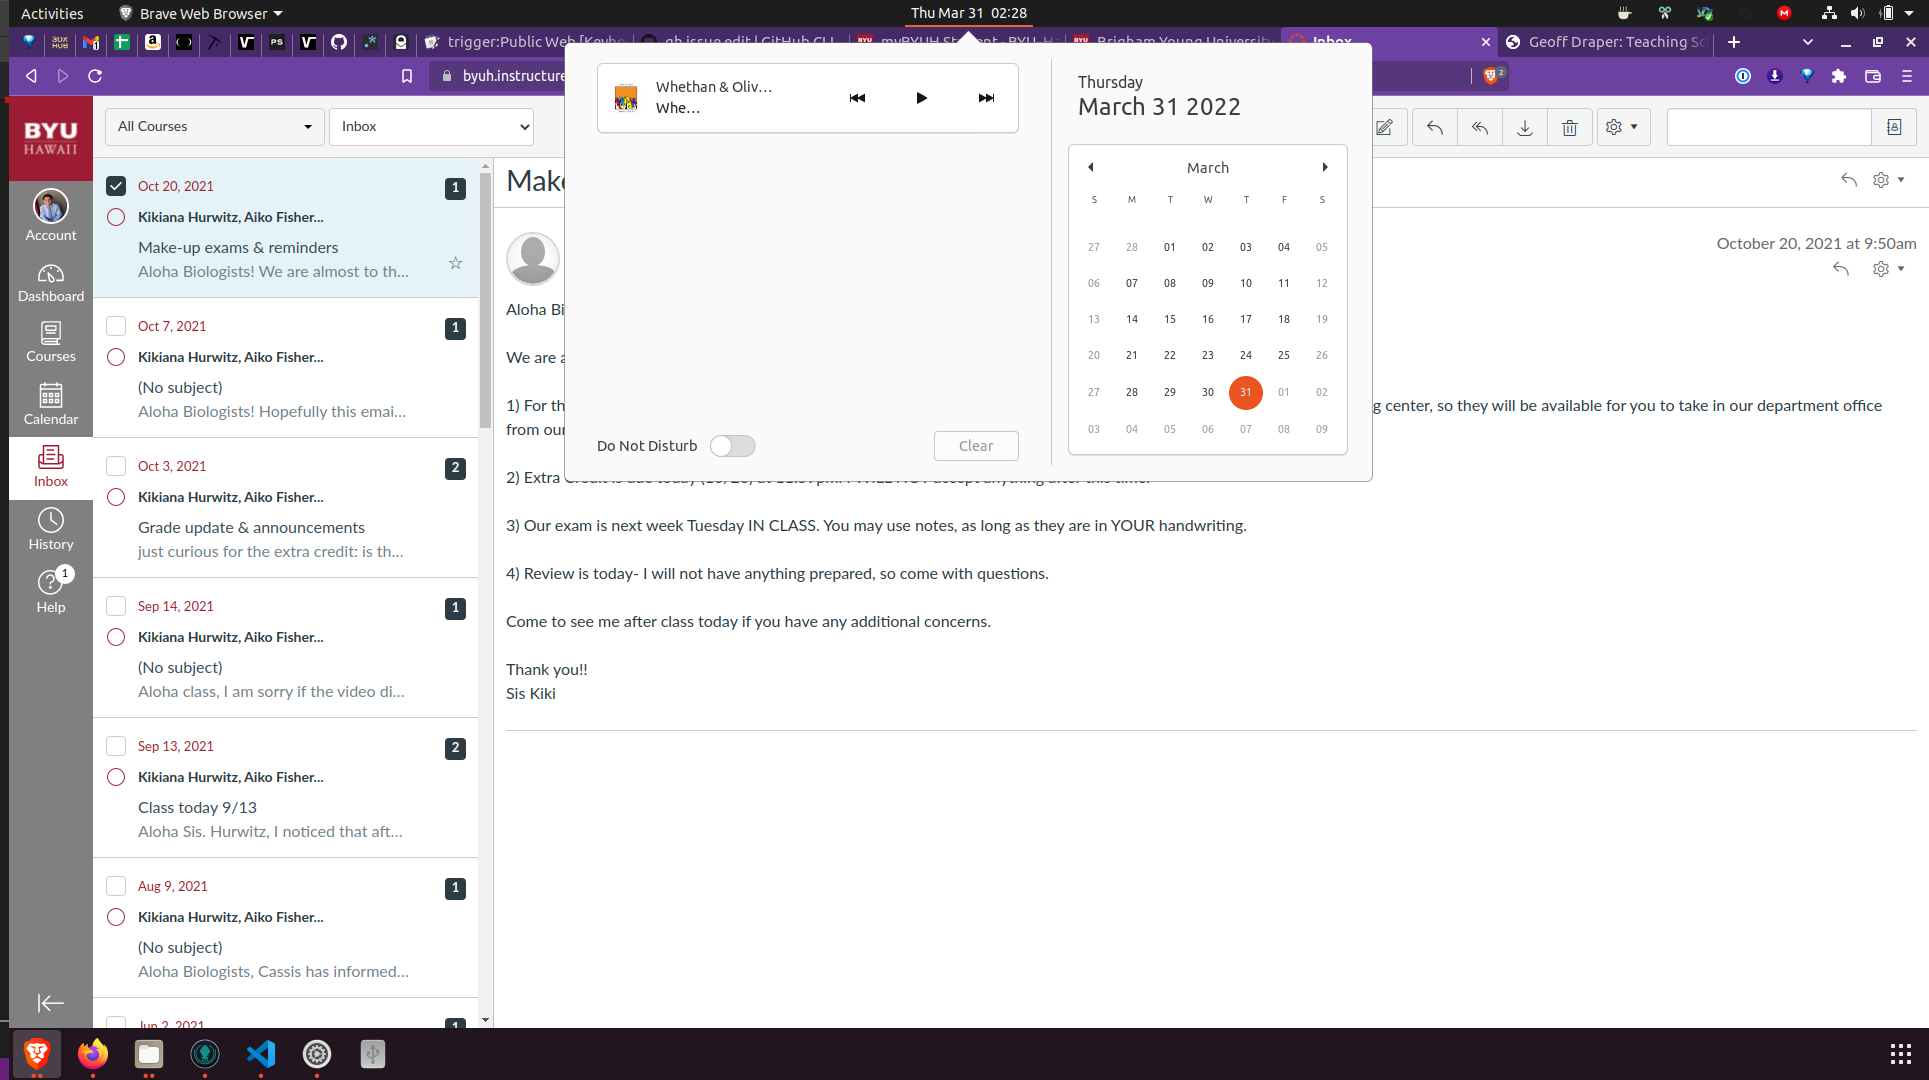 Activities
Brave Web Browser
Thu Mar 31 02:28
trigger:Public Web [Keybo
gh issue edit | GitHub CLI
myBYUH Student - BYU-Ha
Brigham Young University
Inbox
Geoff Draper: Teaching Sc
byuh.instructure
2
BYU
HAWAII
Account
Dashboard
Courses
Calendar
Inbox
History
1
Help
All Courses
Inbox
Oct 20, 2021
1
Kikiana Hurwitz, Aiko Fisher...
Make-up exams & reminders
Aloha Biologists! We are almost to th...
Oct 7, 2021
1
Kikiana Hurwitz, Aiko Fisher...
(No subject)
Aloha Biologists! Hopefully this emai...
Oct 3, 2021
2
Kikiana Hurwitz, Aiko Fisher...
Grade update & announcements
just curious for the extra credit: is th...
Sep 14, 2021
1
Kikiana Hurwitz, Aiko Fisher...
(No subject)
Aloha class, I am sorry if the video di...
Sep 13, 2021
2
Kikiana Hurwitz, Aiko Fisher...
Class today 9/13
Aloha Sis. Hurwitz, I noticed that aft...
Aug 9, 2021
1
Kikiana Hurwitz, Aiko Fisher...
(No subject)
Aloha Biologists, Cassis has informed...
Jun 2, 2021
1
Whethan & Oliv...
Whe...
Do Not Disturb
Clear
Thursday
March 31 2022
March
S M T W T F S
27 28 01 02 03 04 05
06 07 08 09 10 11 12
13 14 15 16 17 18 19
20 21 22 23 24 25 26
27 28 29 30 31 01 02
03 04 05 06 07 08 09
Make
October 20, 2021 at 9:50am
Aloha Bi
We are a
1) For th
g center, so they will be available for you to take in our department office
from our
2) Extra
3) Our exam is next week Tuesday IN CLASS. You may use notes, as long as they are in YOUR handwriting.
4) Review is today- I will not have anything prepared, so come with questions.
Come to see me after class today if you have any additional concerns.
Thank you!!
Sis Kiki